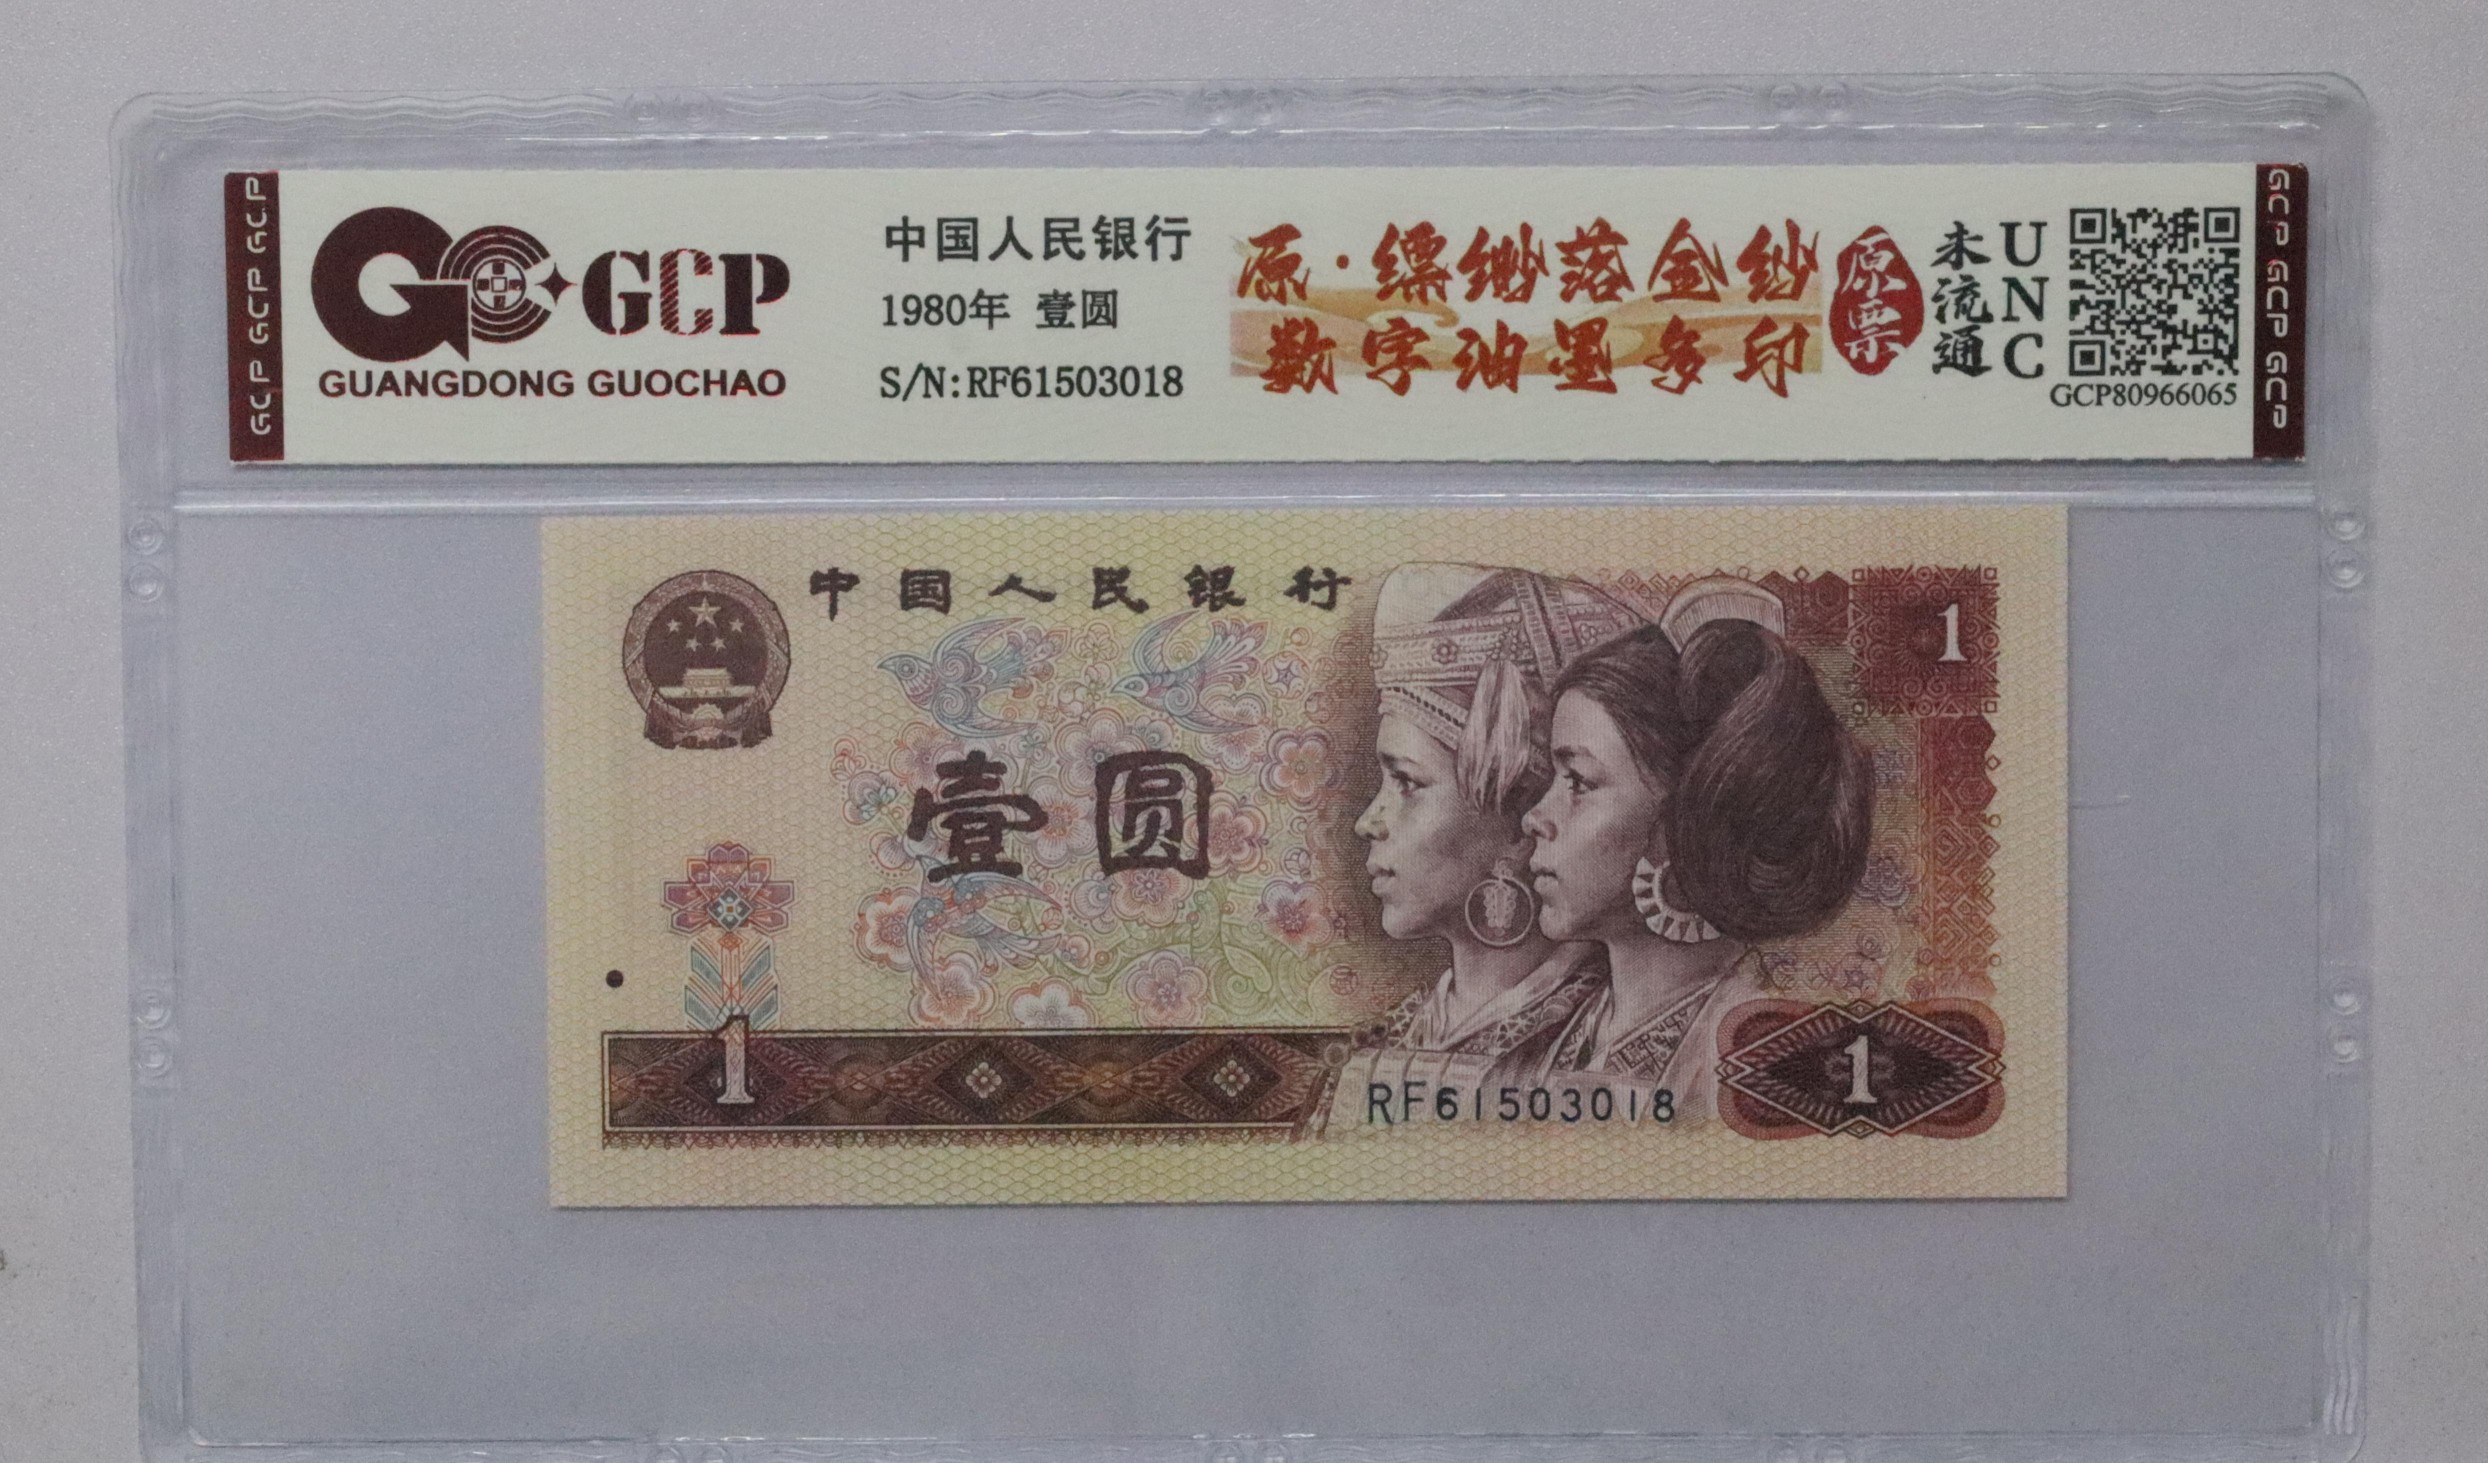 GCP GCP GCP
GCP
GUANGDONG GUOCHAO
中国人民银行
1980年 壹圆
S/N:RF61503018
原·缥缈落金纱
数字油墨多印
原票
未流通
UNC
GCP80966065
GCP GCP GCP
中国人民银行
1
壹圆
1
RF61503018
1